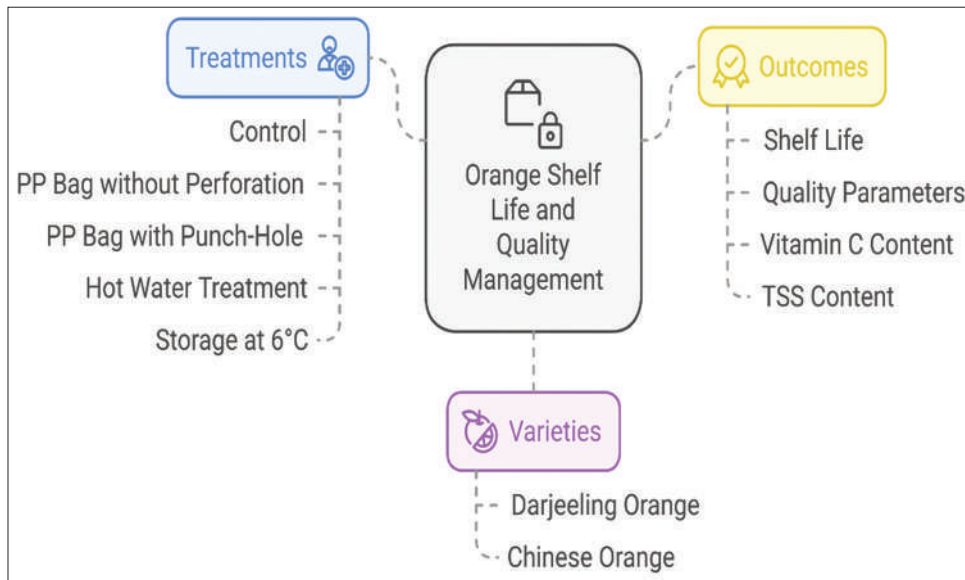 Treatments
Control
PP Bag without Perforation
PP Bag with Punch-Hole
Hot Water Treatment
Storage at 6°C
Orange Shelf
Life and
Quality
Management
Outcomes
Shelf Life
Quality Parameters
Vitamin C Content
TSS Content
Varieties
Darjeeling Orange
Chinese Orange